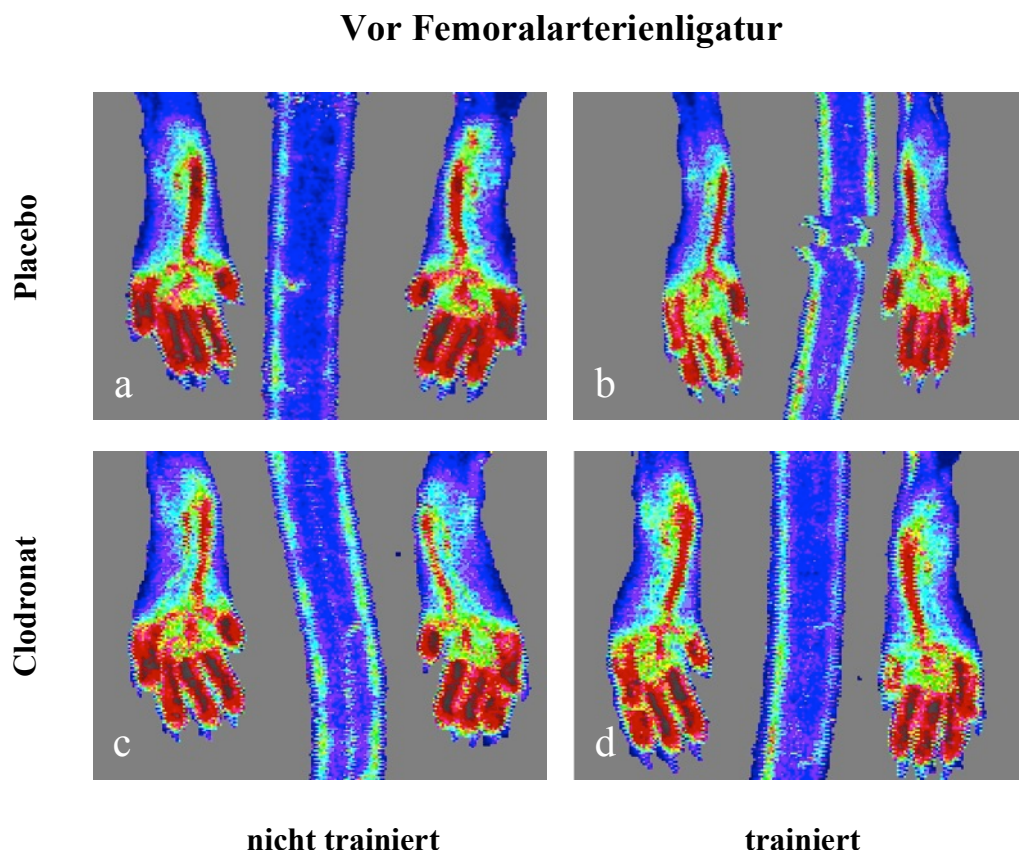 Vor Femoralarterienligatur
Placebo
a
b
Clodronat
c
d
nicht trainiert
trainiert